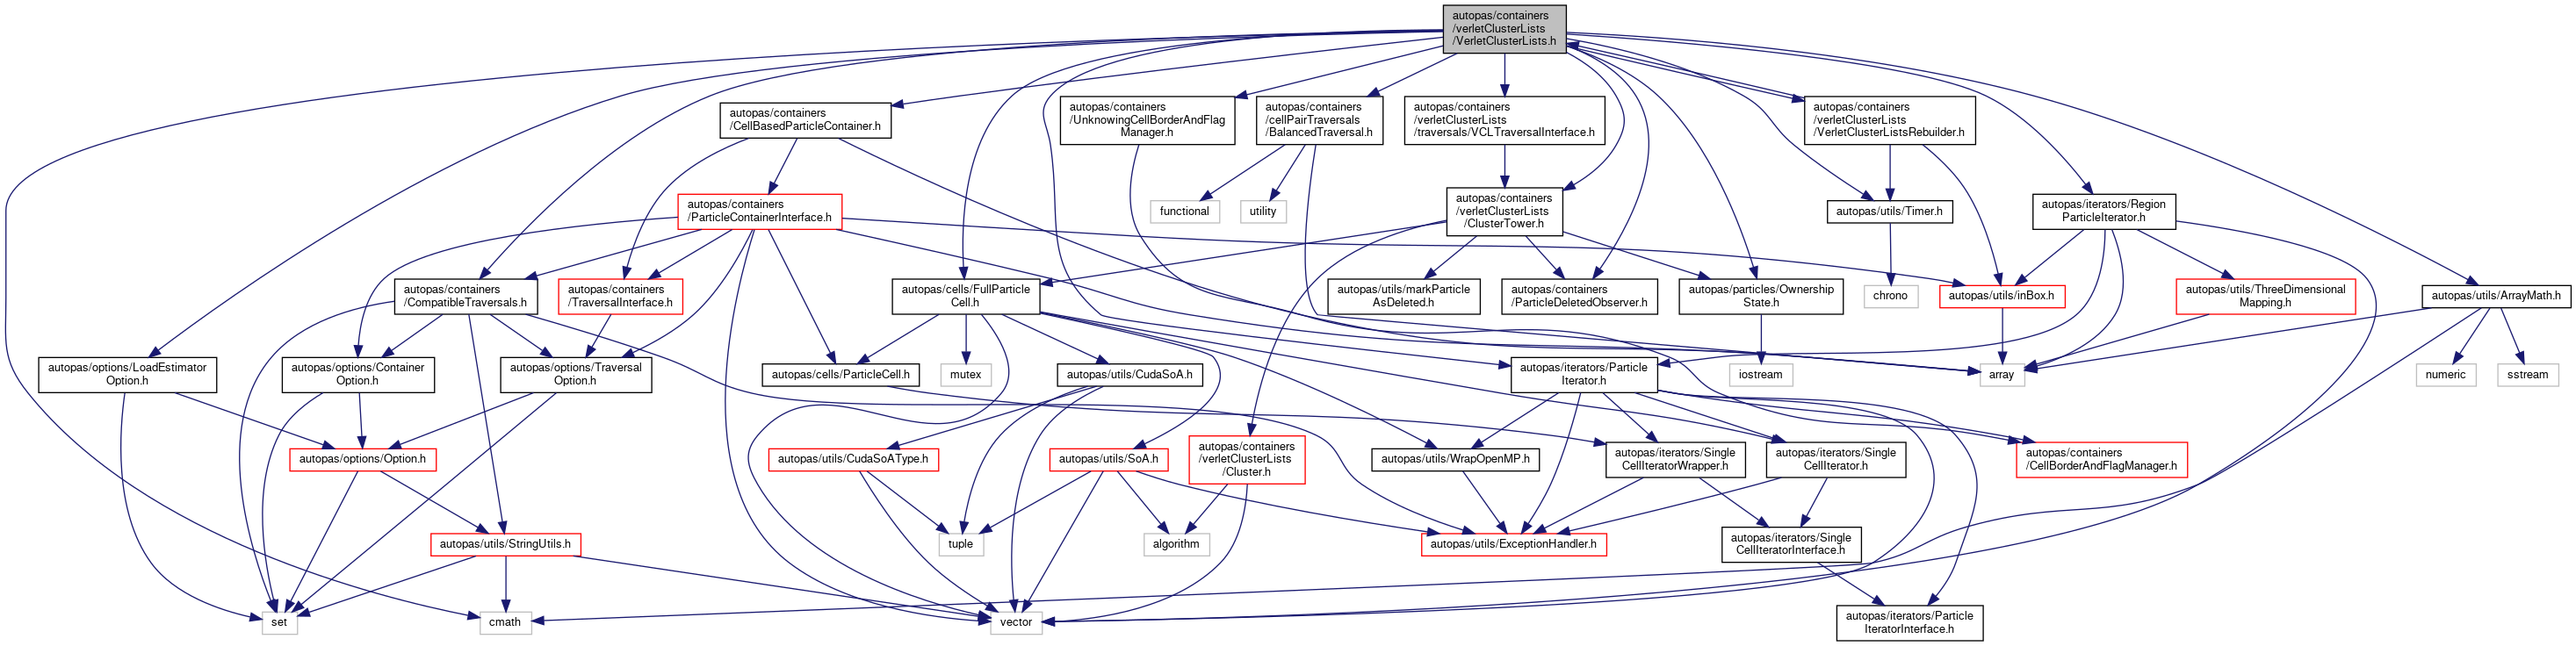 autopas/containers
/verletClusterLists
/VerletClusterLists.h
autopas/containers
/CellBasedParticleContainer.h
autopas/containers
/UnknowingCellBorderAndFlag
Manager.h
autopas/containers
/cellPairTraversals
/BalancedTraversal.h
autopas/containers
/verletClusterLists
/traversals/VCLTraversalInterface.h
autopas/containers
/verletClusterLists
/VerletClusterListsRebuilder.h
autopas/containers
/ParticleContainerInterface.h
functional
utility
autopas/containers
/verletClusterLists
/ClusterTower.h
autopas/utils/Timer.h
autopas/iterators/Region
ParticleIterator.h
autopas/containers
/CompatibleTraversals.h
autopas/containers
/TraversalInterface.h
autopas/cells/FullParticle
Cell.h
autopas/utils/markParticle
AsDeleted.h
autopas/containers
/ParticleDeletedObserver.h
autopas/particles/Ownership
State.h
chrono
autopas/utils/inBox.h
autopas/utils/ThreeDimensional
Mapping.h
autopas/utils/ArrayMath.h
autopas/options/LoadEstimator
Option.h
autopas/options/Container
Option.h
autopas/options/Traversal
Option.h
autopas/cells/ParticleCell.h
mutex
autopas/utils/CudaSoA.h
autopas/iterators/Particle
Iterator.h
iostream
array
numeric
sstream
autopas/options/Option.h
autopas/utils/CudaSoAType.h
autopas/utils/SoA.h
autopas/containers
/verletClusterLists
/Cluster.h
autopas/utils/WrapOpenMP.h
autopas/iterators/Single
CellIteratorWrapper.h
autopas/iterators/Single
CellIterator.h
autopas/containers
/CellBorderAndFlagManager.h
autopas/utils/StringUtils.h
tuple
algorithm
autopas/utils/ExceptionHandler.h
autopas/iterators/Single
CellIteratorInterface.h
set
cmath
vector
autopas/iterators/Particle
IteratorInterface.h